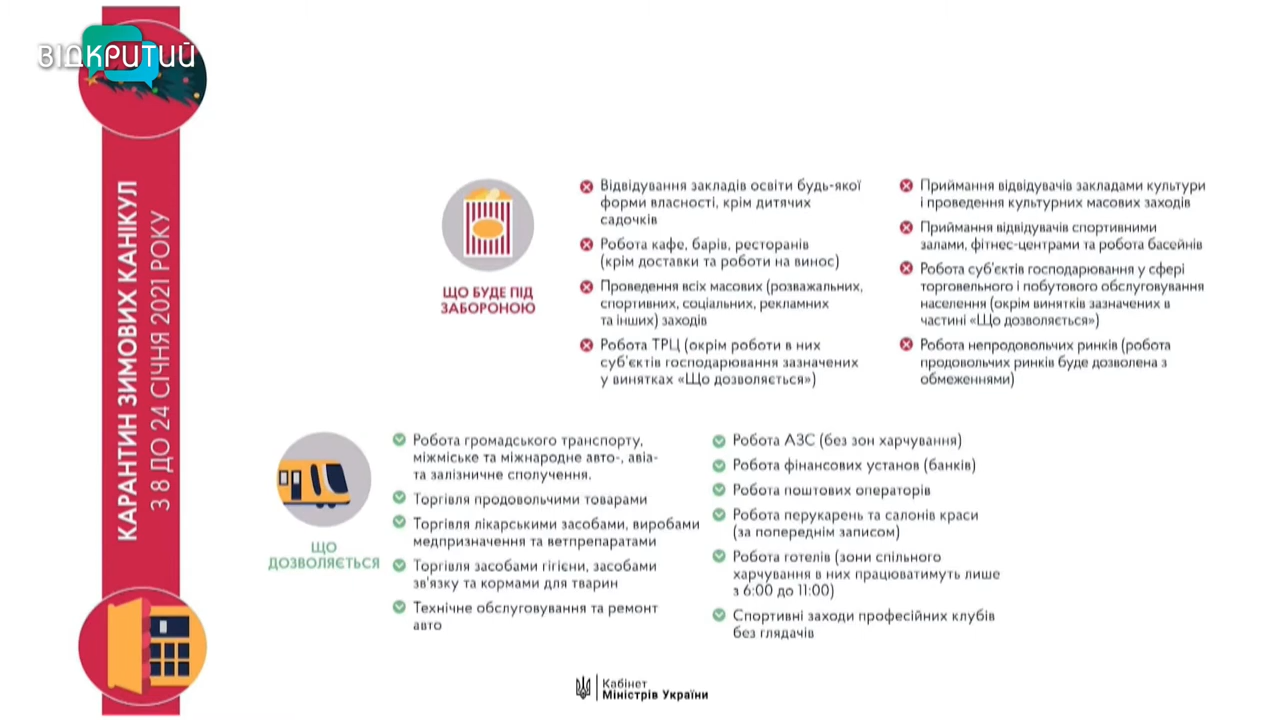 ВІДКРИТИЙ
КАРАНТИН ЗИМОВИХ КАНІКУЛ
З 8 ДО 24 СІЧНЯ 2021 РОКУ
ЩО БУДЕ ПІД
ЗАБОРОНОЮ
Відвідування закладів освіти будь-якої
форми власності, крім дитячих
садочків
Робота кафе, барів, ресторанів
(крім доставки та роботи на винос)
Проведення всіх масових (розважальних,
спортивних, соціальних, рекламних
та інших) заходів
Робота ТРЦ (окрім роботи в них
суб'єктів господарювання зазначених
у винятках «Що дозволяється»)
Приймання відвідувачів закладами культури
і проведення культурних масових заходів
Приймання відвідувачів спортивними
залами, фітнес-центрами та робота басейнів
Робота суб'єктів господарювання у сфері
торговельного і побутового обслуговування
населення (окрім винятків зазначених в
частині «Що дозволяється»)
Робота непродовольчих ринків (робота
продовольчих ринків буде дозволена з
обмеженнями)
ЩО
ДОЗВОЛЯЄТЬСЯ
Робота громадського транспорту,
міжміське та міжнародне авто-, авіа-
та залізничне сполучення.
Торгівля продовольчими товарами
Торгівля лікарськими засобами, виробами
медпризначення та ветпрепаратами
Торгівля засобами гігієни, засобами
зв'язку та кормами для тварин
Технічне обслуговування та ремонт
авто
Робота АЗС (без зон харчування)
Робота фінансових установ (банків)
Робота поштових операторів
Робота перукарень та салонів краси
(за попереднім записом)
Робота готелів (зони спільного
харчування в них працюватимуть лише
з 6:00 до 11:00)
Спортивні заходи професійних клубів
без глядачів
Кабінет
Міністрів України